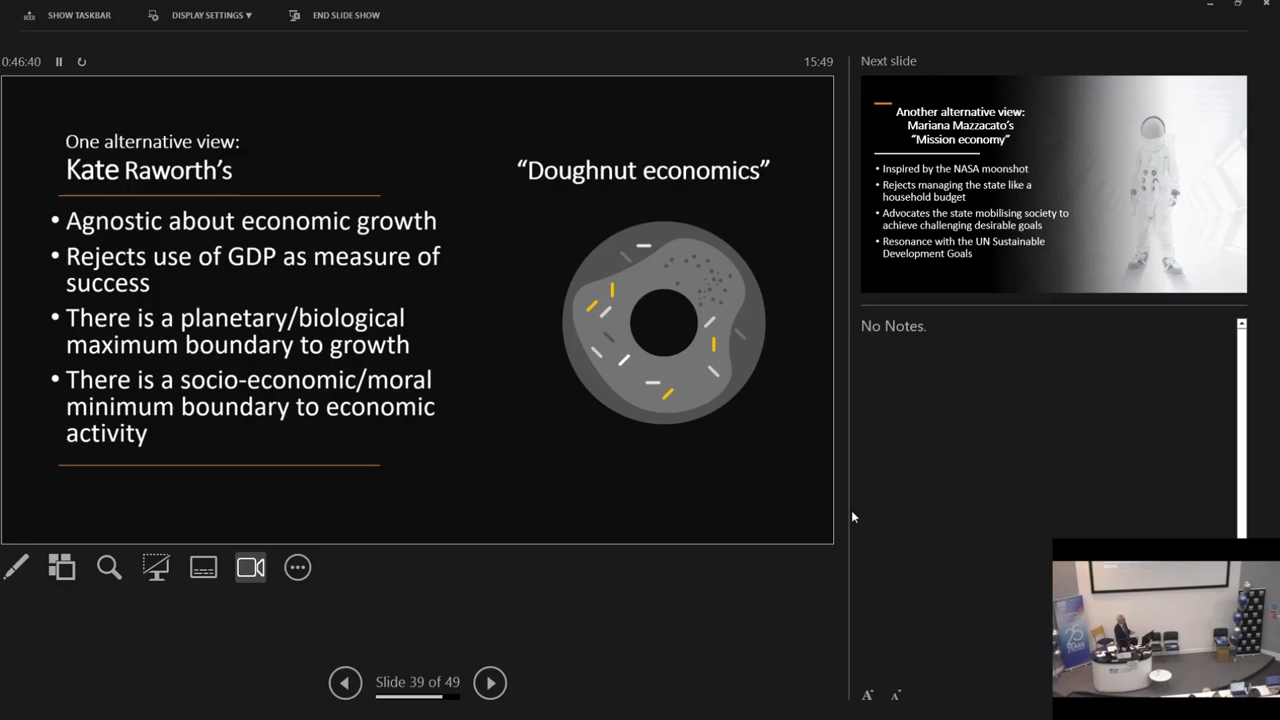 SHOW TASKBAR
DISPLAY SETTINGS ▾
END SLIDE SHOW
0:46:40
15:49
One alternative view:
Kate Raworth's
"Doughnut economics"
• Agnostic about economic growth
• Rejects use of GDP as measure of
success
• There is a planetary/biological
maximum boundary to growth
• There is a socio-economic/moral
minimum boundary to economic
activity
Slide 39 of 49
Next slide
Another alternative view:
Mariana Mazzacato's
"Mission economy"
• Inspired by the NASA moonshot
• Rejects managing the state like a
household budget
• Advocates the state mobilising society to
achieve challenging desirable goals
• Resonance with the UN Sustainable
Development Goals
No Notes.
A A
25
YEARS